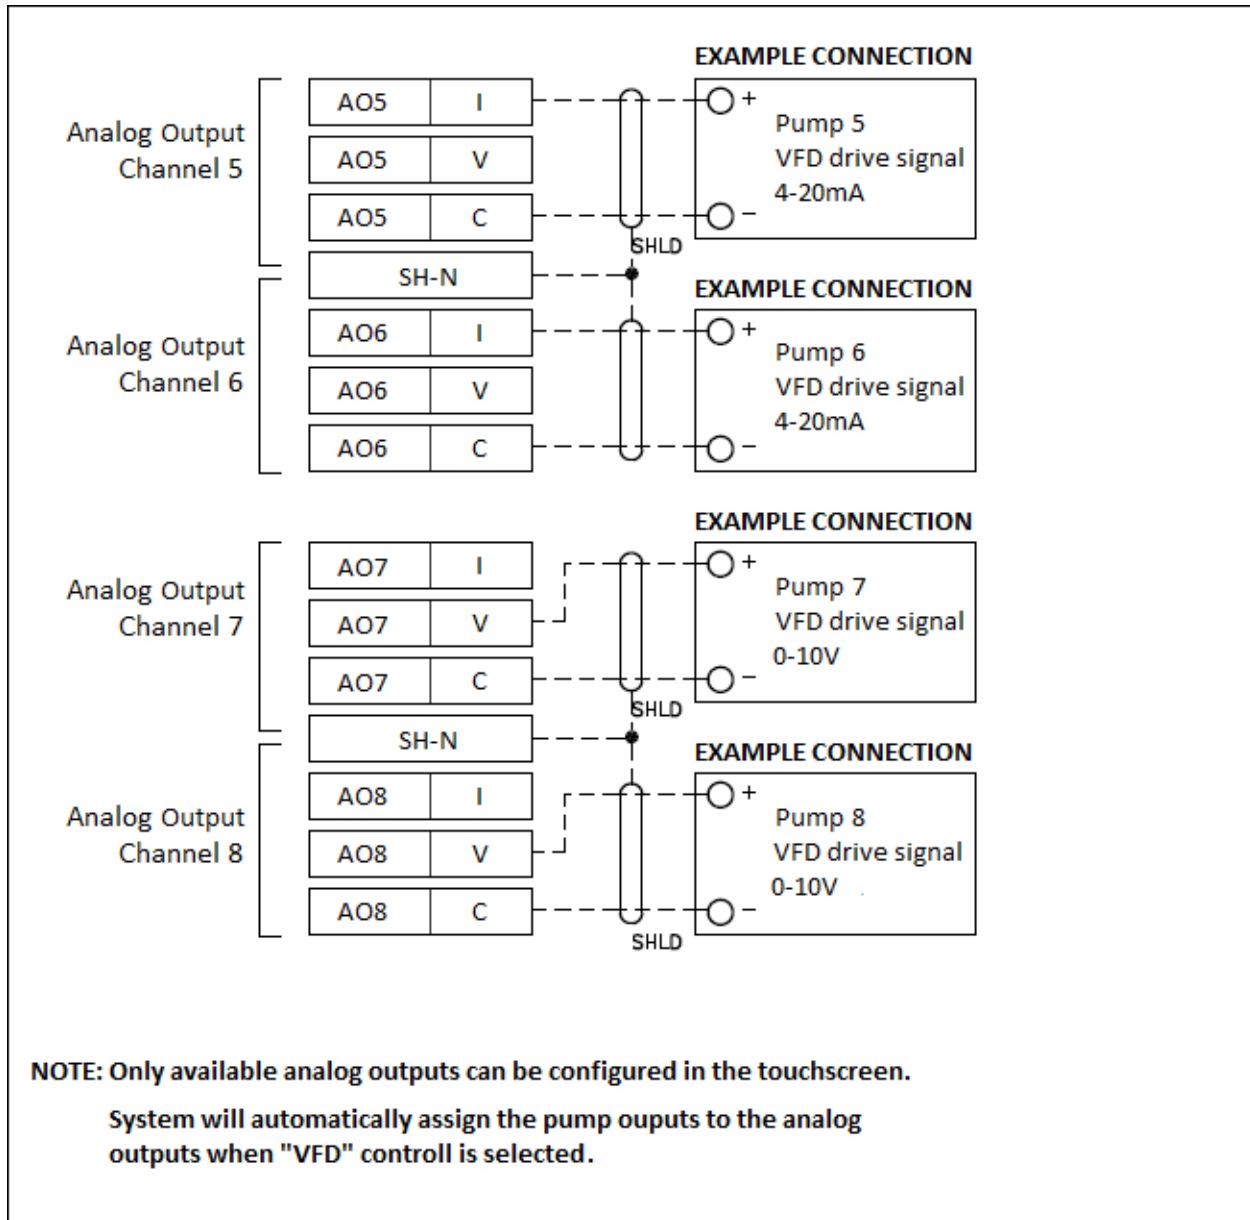 EXAMPLE CONNECTION
Analog Output
Channel 5
AO5 I
AO5 V
AO5 C
+
Pump 5
VFD drive signal
4-20mA
−
SHLD
SH-N
EXAMPLE CONNECTION
Analog Output
Channel 6
AO6 I
AO6 V
AO6 C
+
Pump 6
VFD drive signal
4-20mA
−
EXAMPLE CONNECTION
Analog Output
Channel 7
AO7 I
AO7 V
AO7 C
+
Pump 7
VFD drive signal
0-10V
−
SHLD
SH-N
EXAMPLE CONNECTION
Analog Output
Channel 8
AO8 I
AO8 V
AO8 C
+
Pump 8
VFD drive signal
0-10V
−
SHLD
NOTE: Only available analog outputs can be configured in the touchscreen.
System will automatically assign the pump ouputs to the analog
outputs when "VFD" controll is selected.